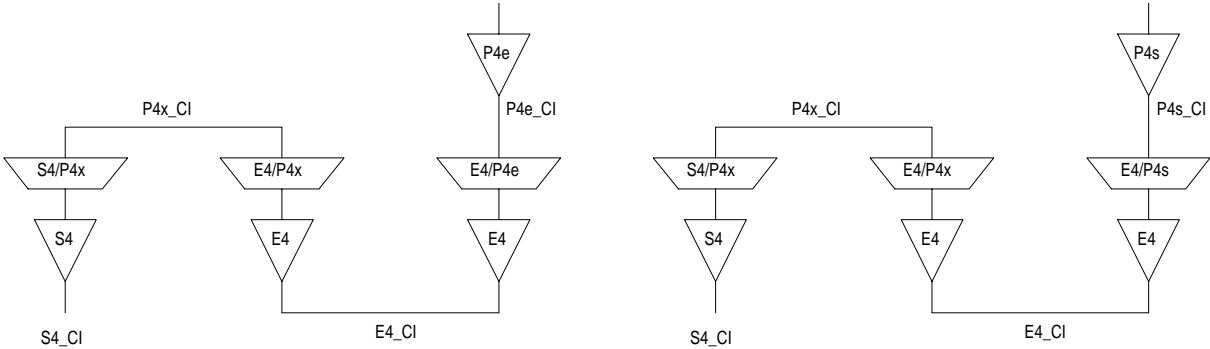 P4e
P4s
P4x_CI
P4e_CI
P4x_CI
P4s_CI
S4/P4x
E4/P4x
E4/P4e
S4/P4x
E4/P4x
E4/P4s
S4
E4
E4
S4
E4
E4
S4_CI
E4_CI
S4_CI
E4_CI